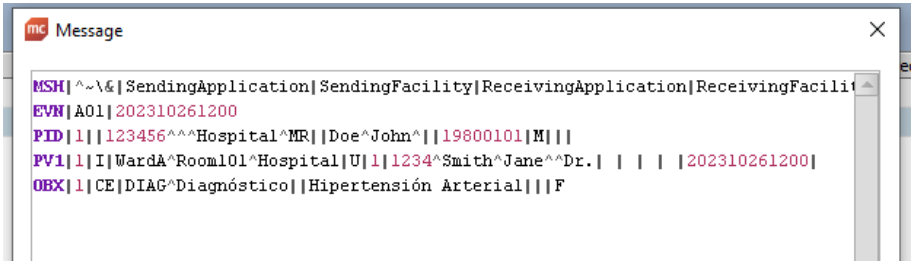 mc Message
MSH|^~\&|SendingApplication|SendingFacility|ReceivingApplication|ReceivingFacilit
EVN|A01|202310261200
PID|1||123456^^^Hospital^MR||Doe^John^||19800101|M|||
PV1|1|I|WardA^Room101^Hospital|U|1|1234^Smith^Jane^^Dr.| | | | | |202310261200|
OBX|1|CE|DIAG^Diagnóstico||Hipertensión Arterial|||F